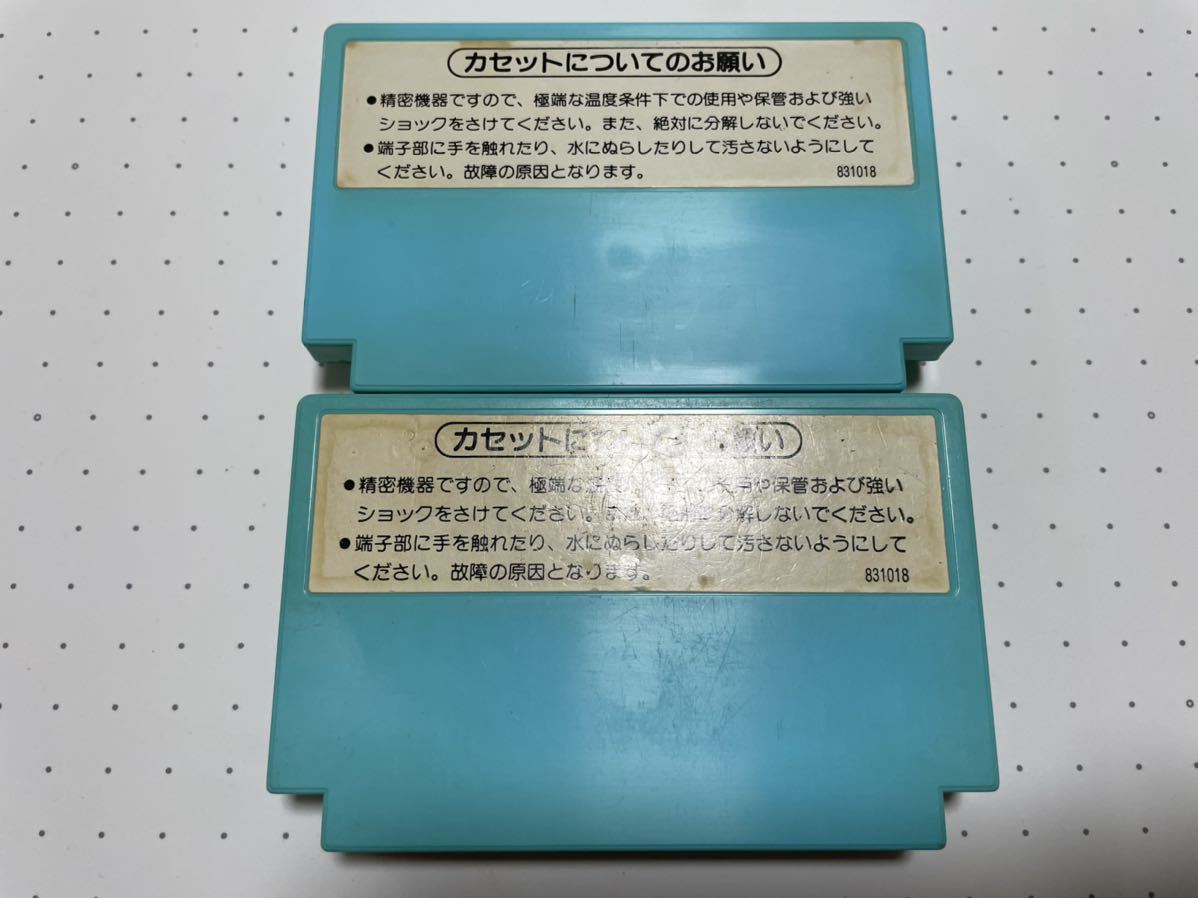 カセットについてのお願い
●精密機器ですので、極端な温度条件下での使用や保管および強い
ショックをさけてください。また、絶対に分解しないでください。
●端子部に手を触れたり、水にぬらしたりして汚さないようにして
ください。故障の原因となります。 831018
カセットに 願い
●精密機器ですので、極端な 使用や保管および強い
ショックをさけてください。 分解しないでください。
●端子部に手を触れたり、水にぬらしたりして汚さないようにして
ください。故障の原因となります。 831018